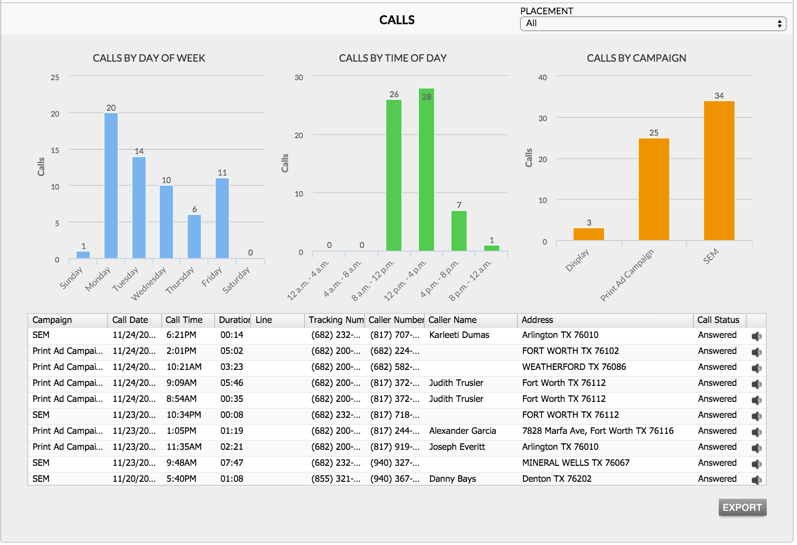 CALLS
PLACEMENT
All
CALLS BY DAY OF WEEK
25
20
15
10
5
0
Calls
1
20
14
10
6
11
0
Sunday
Monday
Tuesday
Wednesday
Thursday
Friday
Saturday
CALLS BY TIME OF DAY
30
20
10
0
Calls
0
0
26
28
7
1
12 a.m. - 4 a.m.
4 a.m. - 8 a.m.
8 a.m. - 12 p.m.
12 p.m. - 4 p.m.
4 p.m. - 8 p.m.
8 p.m. - 12 a.m.
CALLS BY CAMPAIGN
40
30
20
10
0
Calls
3
25
34
Display
Print Ad Campaign
SEM
Campaign Call Date Call Time Duration Line Tracking Num Caller Number Caller Name Address Call Status
SEM 11/24/20... 6:21PM 00:14 (682) 232-... (817) 707-... Karleeti Dumas Arlington TX 76010 Answered
Print Ad Campai... 11/24/20... 2:01PM 05:02 (682) 200-... (682) 224-... FORT WORTH TX 76102 Answered
Print Ad Campai... 11/24/20... 10:21AM 03:23 (682) 200-... (682) 582-... WEATHERFORD TX 76086 Answered
Print Ad Campai... 11/24/20... 9:09AM 05:46 (682) 200-... (817) 372-... Judith Trusler Fort Worth TX 76112 Answered
Print Ad Campai... 11/24/20... 8:54AM 00:35 (682) 200-... (817) 372-... Judith Trusler Fort Worth TX 76112 Answered
SEM 11/23/20... 10:34PM 00:08 (682) 232-... (817) 718-... FORT WORTH TX 76112 Answered
Print Ad Campai... 11/23/20... 1:05PM 01:19 (682) 200-... (817) 244-... Alexander Garcia 7828 Marfa Ave, Fort Worth TX 76116 Answered
Print Ad Campai... 11/23/20... 11:35AM 02:21 (682) 200-... (817) 919-... Joseph Everitt Arlington TX 76010 Answered
SEM 11/23/20... 9:48AM 07:47 (682) 232-... (940) 327-... MINERAL WELLS TX 76067 Answered
SEM 11/20/20... 5:40PM 01:08 (855) 321-... (940) 367-... Danny Bays Denton TX 76202 Answered
EXPORT